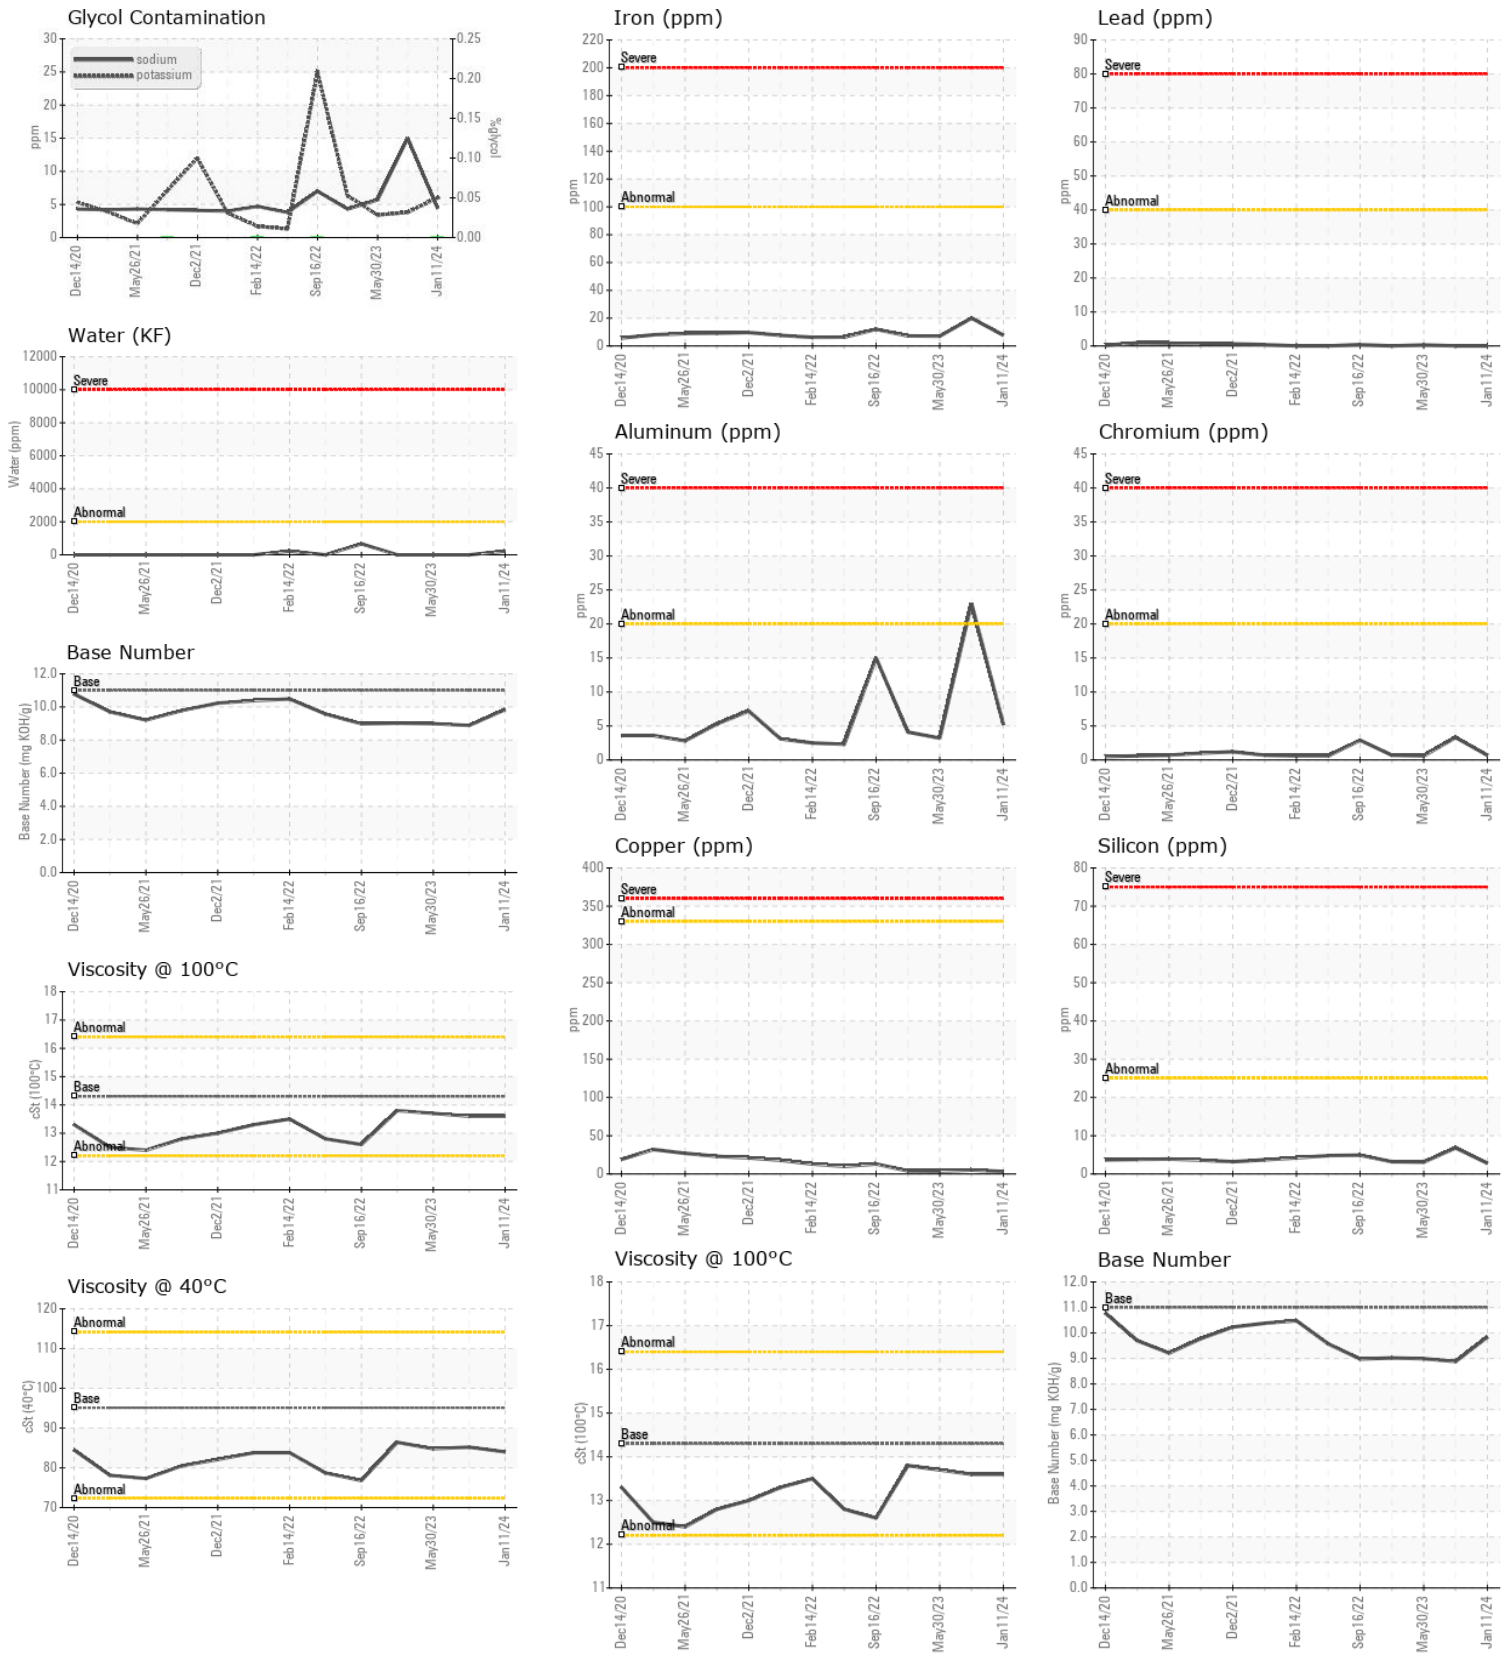 Glycol Contamination
30
25
20
15
10
5
0
ppm
sodium
potassium
0.25
0.20
0.15
0.10
0.05
0.00
%glycol
Dec14/20
May26/21
Dec2/21
Feb14/22
Sep16/22
May30/23
Jan11/24
Water (KF)
12000
10000
8000
6000
4000
2000
0
Water (ppm)
Severe
Abnormal
Dec14/20
May26/21
Dec2/21
Feb14/22
Sep16/22
May30/23
Jan11/24
Base Number
12.0
10.0
8.0
6.0
4.0
2.0
0.0
Base Number (mg KOH/g)
Base
Dec14/20
May26/21
Dec2/21
Feb14/22
Sep16/22
May30/23
Jan11/24
Viscosity @ 100°C
18
17
16
15
14
13
12
11
cSt (100°C)
Abnormal
Base
Abnormal
Dec14/20
May26/21
Dec2/21
Feb14/22
Sep16/22
May30/23
Jan11/24
Viscosity @ 40°C
120
110
100
90
80
70
cSt (40°C)
Abnormal
Base
Abnormal
Dec14/20
May26/21
Dec2/21
Feb14/22
Sep16/22
May30/23
Jan11/24
Iron (ppm)
220
200
180
160
140
120
100
80
60
40
20
0
ppm
Severe
Abnormal
Dec14/20
May26/21
Dec2/21
Feb14/22
Sep16/22
May30/23
Jan11/24
Lead (ppm)
90
80
70
60
50
40
30
20
10
0
ppm
Severe
Abnormal
Dec14/20
May26/21
Dec2/21
Feb14/22
Sep16/22
May30/23
Jan11/24
Aluminum (ppm)
45
40
35
30
25
20
15
10
5
0
ppm
Severe
Abnormal
Dec14/20
May26/21
Dec2/21
Feb14/22
Sep16/22
May30/23
Jan11/24
Chromium (ppm)
45
40
35
30
25
20
15
10
5
0
ppm
Severe
Abnormal
Dec14/20
May26/21
Dec2/21
Feb14/22
Sep16/22
May30/23
Jan11/24
Copper (ppm)
400
350
300
250
200
150
100
50
0
ppm
Severe
Abnormal
Dec14/20
May26/21
Dec2/21
Feb14/22
Sep16/22
May30/23
Jan11/24
Silicon (ppm)
80
70
60
50
40
30
20
10
0
ppm
Severe
Abnormal
Dec14/20
May26/21
Dec2/21
Feb14/22
Sep16/22
May30/23
Jan11/24
Viscosity @ 100°C
18
17
16
15
14
13
12
11
cSt (100°C)
Abnormal
Base
Abnormal
Dec14/20
May26/21
Dec2/21
Feb14/22
Sep16/22
May30/23
Jan11/24
Base Number
12.0
11.0
10.0
9.0
8.0
7.0
6.0
5.0
4.0
3.0
2.0
1.0
0.0
Base Number (mg KOH/g)
Base
Dec14/20
May26/21
Dec2/21
Feb14/22
Sep16/22
May30/23
Jan11/24